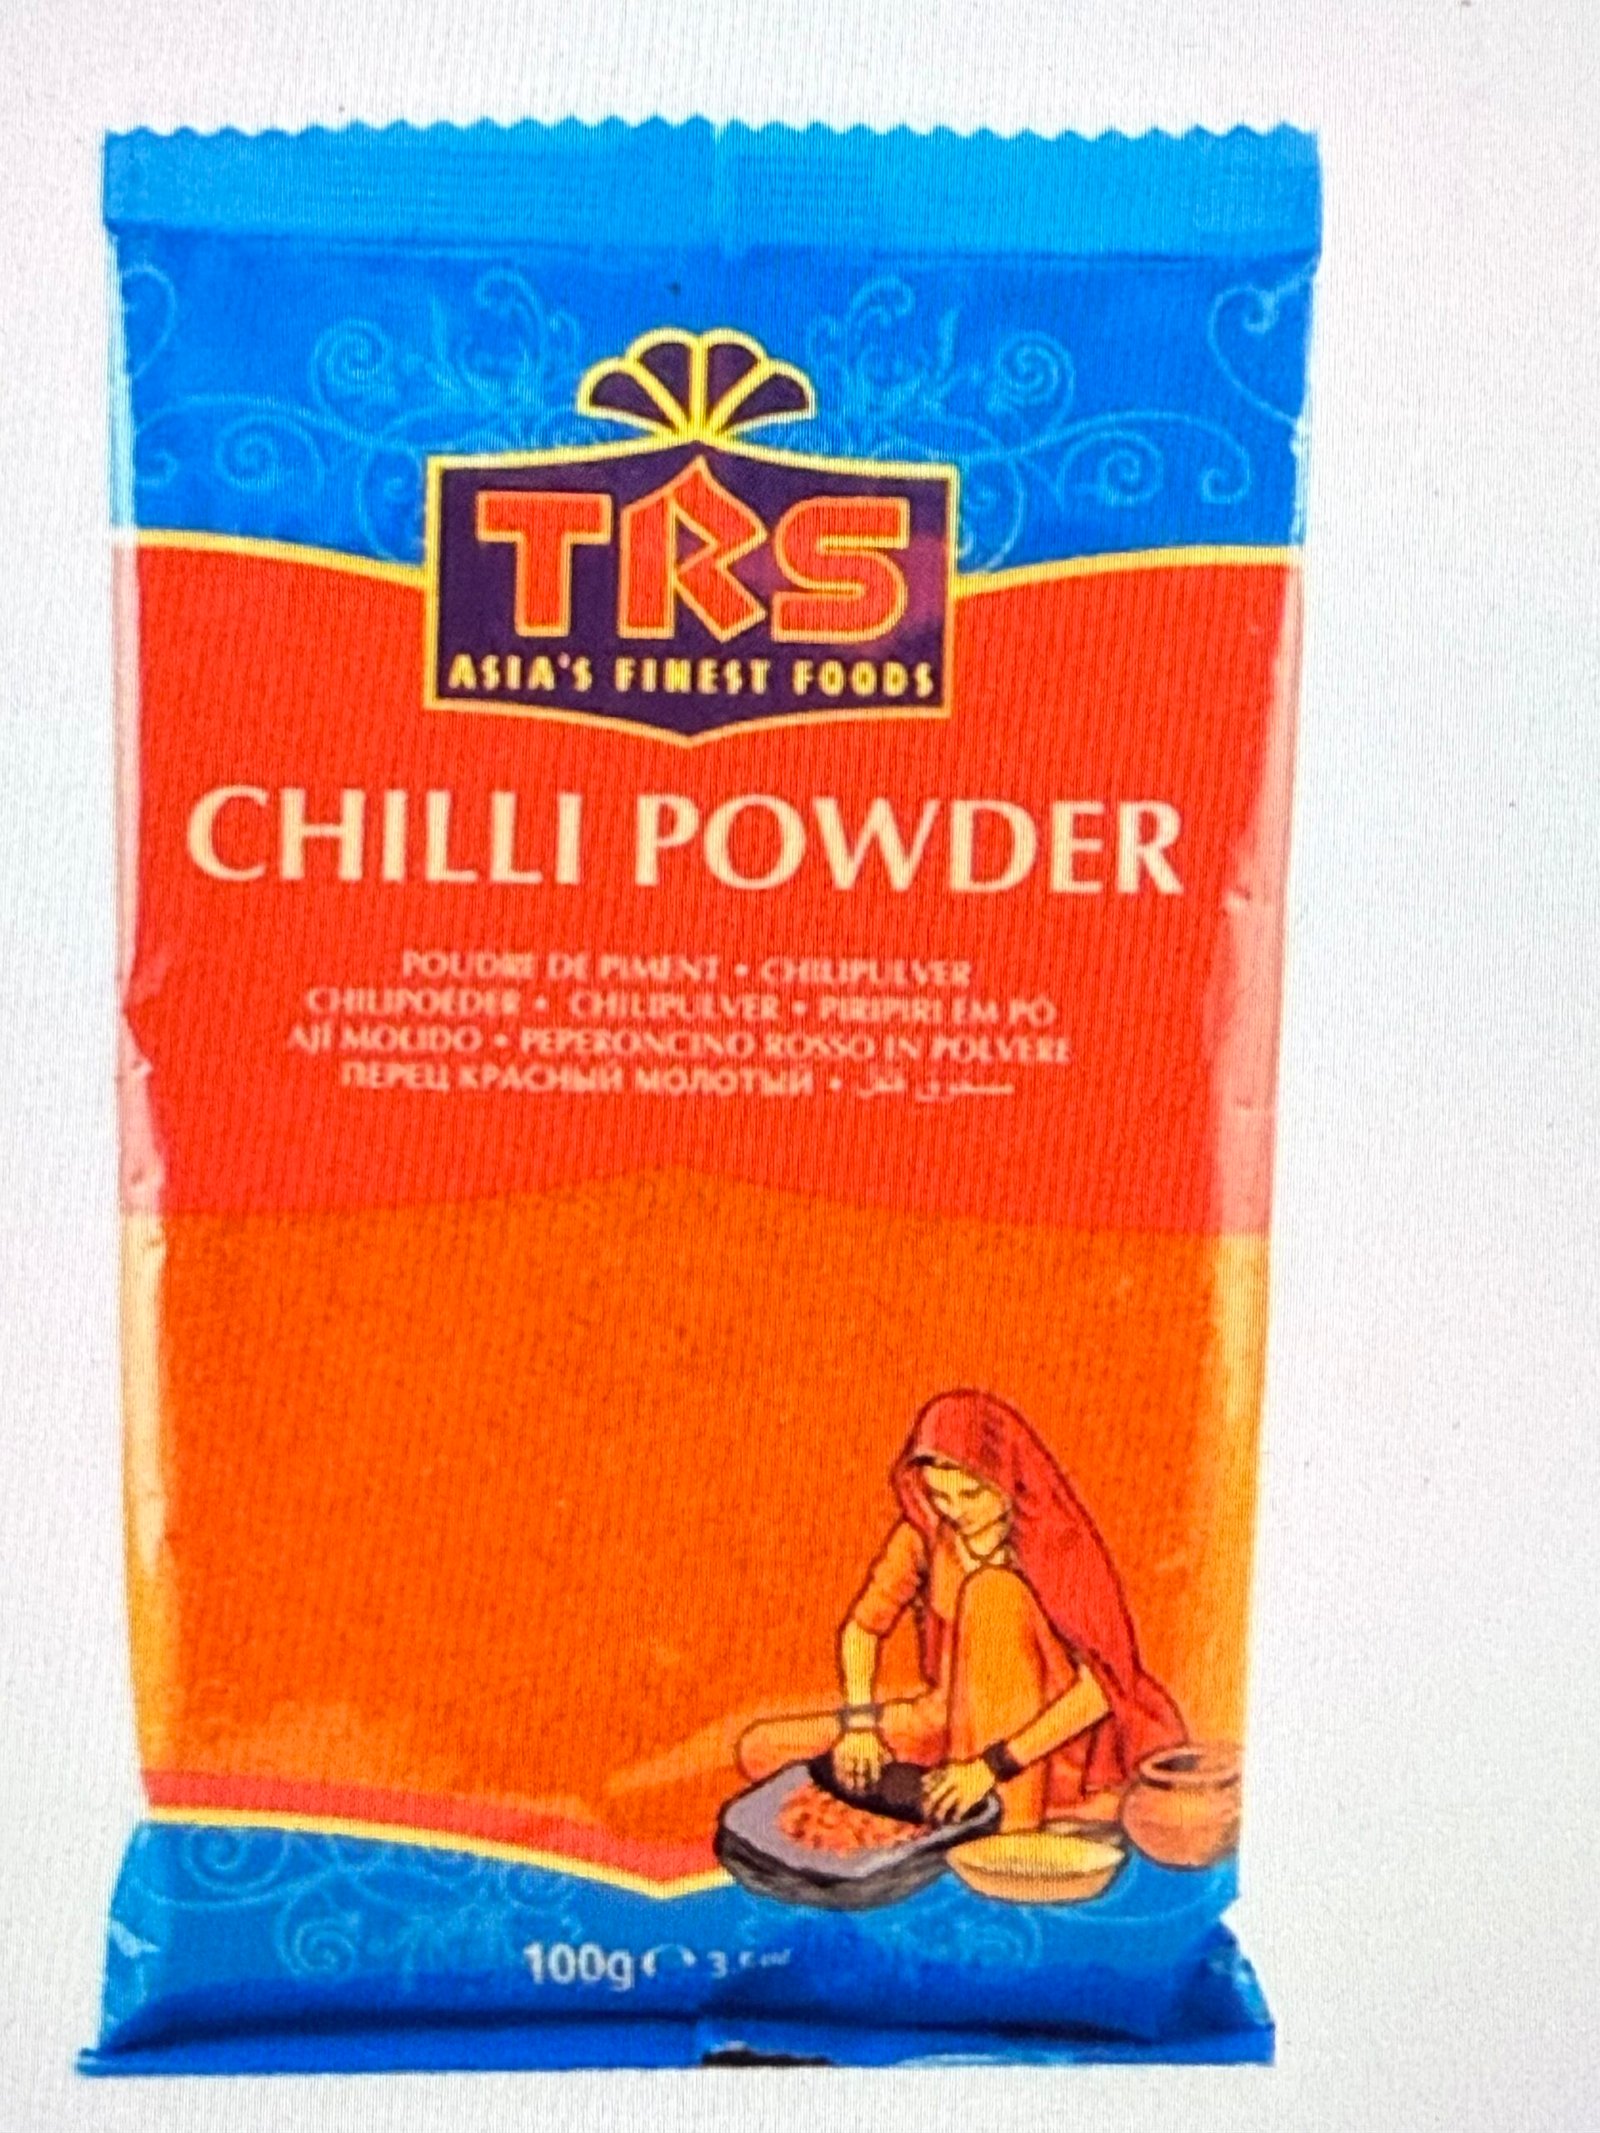 TRS
ASIA'S FINEST FOODS
CHILLI POWDER
POUDRE DE PIMENT • CHILIPULVER
CHILIPOEDER • CHILIPULVER • PIRIPIRI EM PÓ
AJÍ MOLIDO • PEPERONCINO ROSSO IN POLVERE
ПЕРЕЦ КРАСНЫЙ МОЛОТЫЙ •
100g ℮